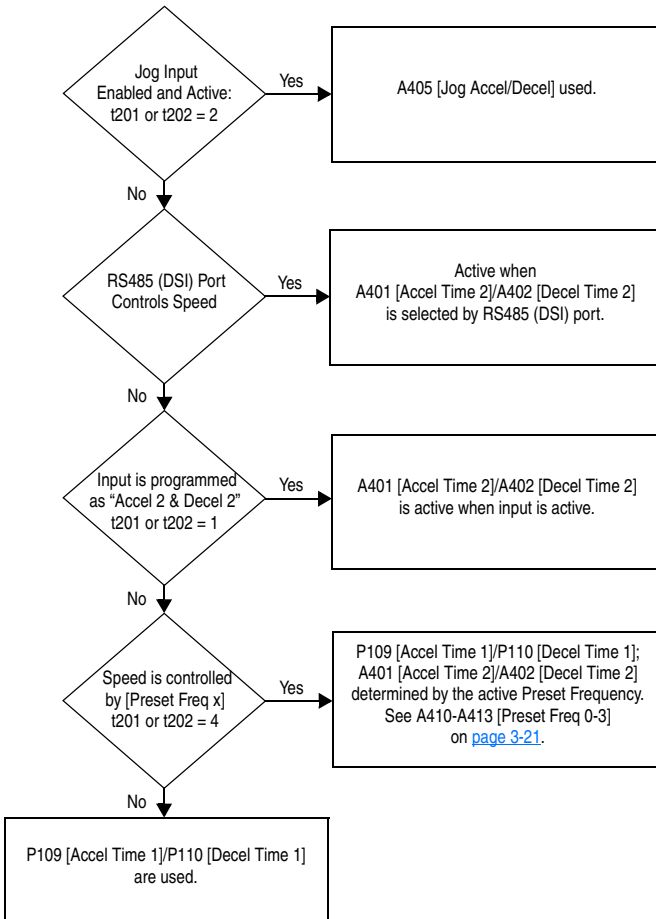 Jog Input
Enabled and Active:
t201 or t202 = 2
Yes
A405 [Jog Accel/Decel] used.
No
RS485 (DSI) Port
Controls Speed
Yes
Active when
A401 [Accel Time 2]/A402 [Decel Time 2]
is selected by RS485 (DSI) port.
No
Input is programmed
as “Accel 2 & Decel 2”
t201 or t202 = 1
Yes
A401 [Accel Time 2]/A402 [Decel Time 2]
is active when input is active.
No
Speed is controlled
by [Preset Freq x]
t201 or t202 = 4
Yes
P109 [Accel Time 1]/P110 [Decel Time 1];
A401 [Accel Time 2]/A402 [Decel Time 2]
determined by the active Preset Frequency.
See A410-A413 [Preset Freq 0-3]
on page 3-21.
No
P109 [Accel Time 1]/P110 [Decel Time 1]
are used.